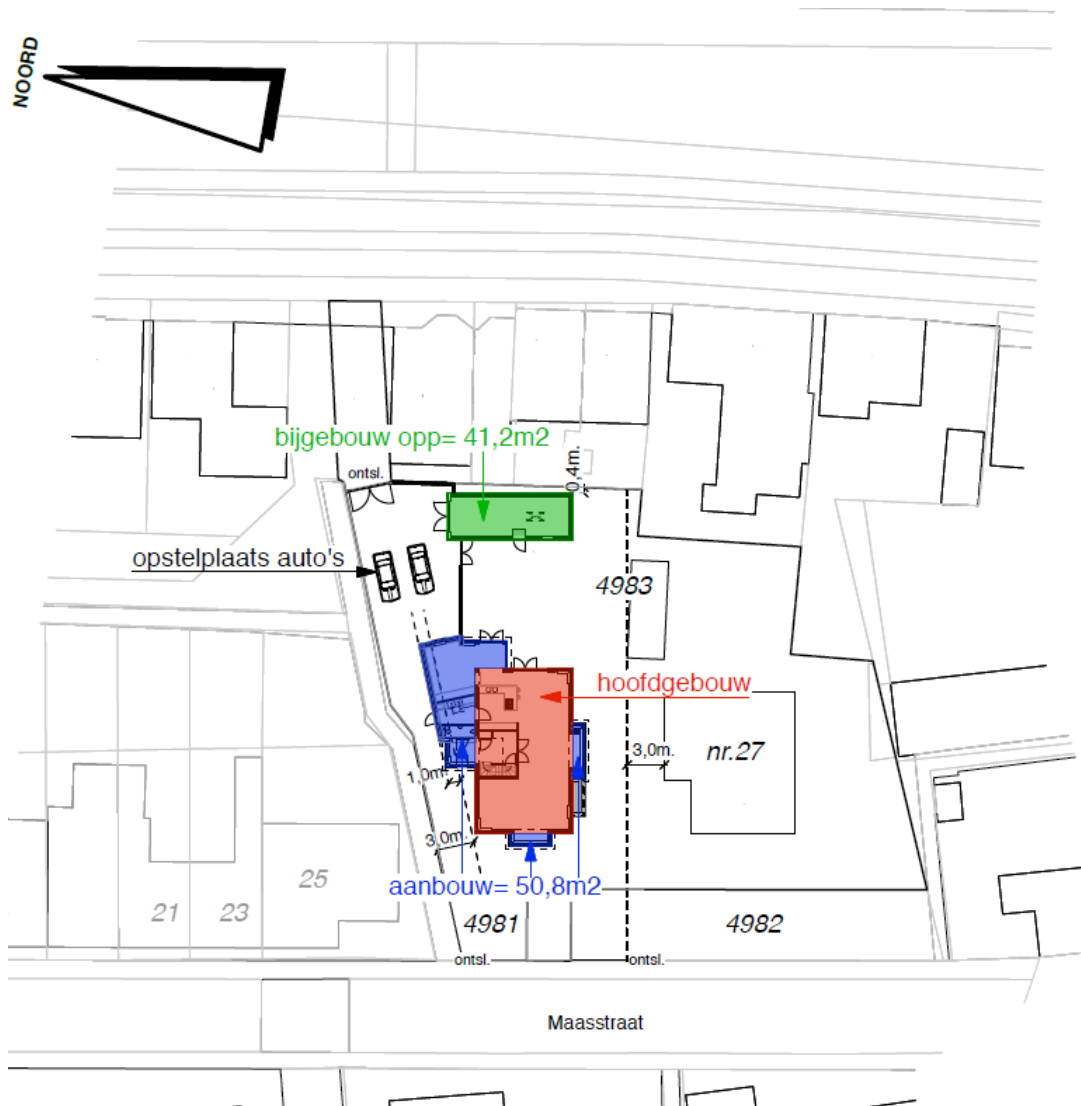 NOORD
bijgebouw opp= 41,2m2
0,4m.
ontsl.
opstelplaats auto's
4983
hoofdgebouw
3,0m.
nr.27
1,0m.
3,0m.
25
aanbouw= 50,8m2
21
23
4981
4982
ontsl.
ontsl.
Maasstraat